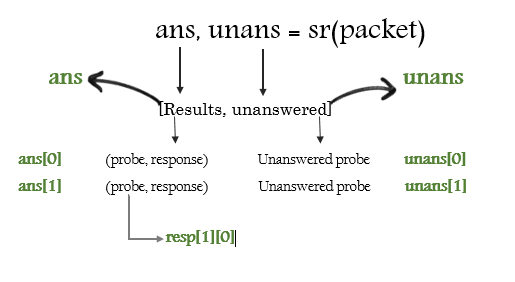 ans, unans = sr(packet)
ans
unans
[Results, unanswered]
ans[0] (probe, response) Unanswered probe unans[0]
ans[1] (probe, response) Unanswered probe unans[1]
resp[1][0]